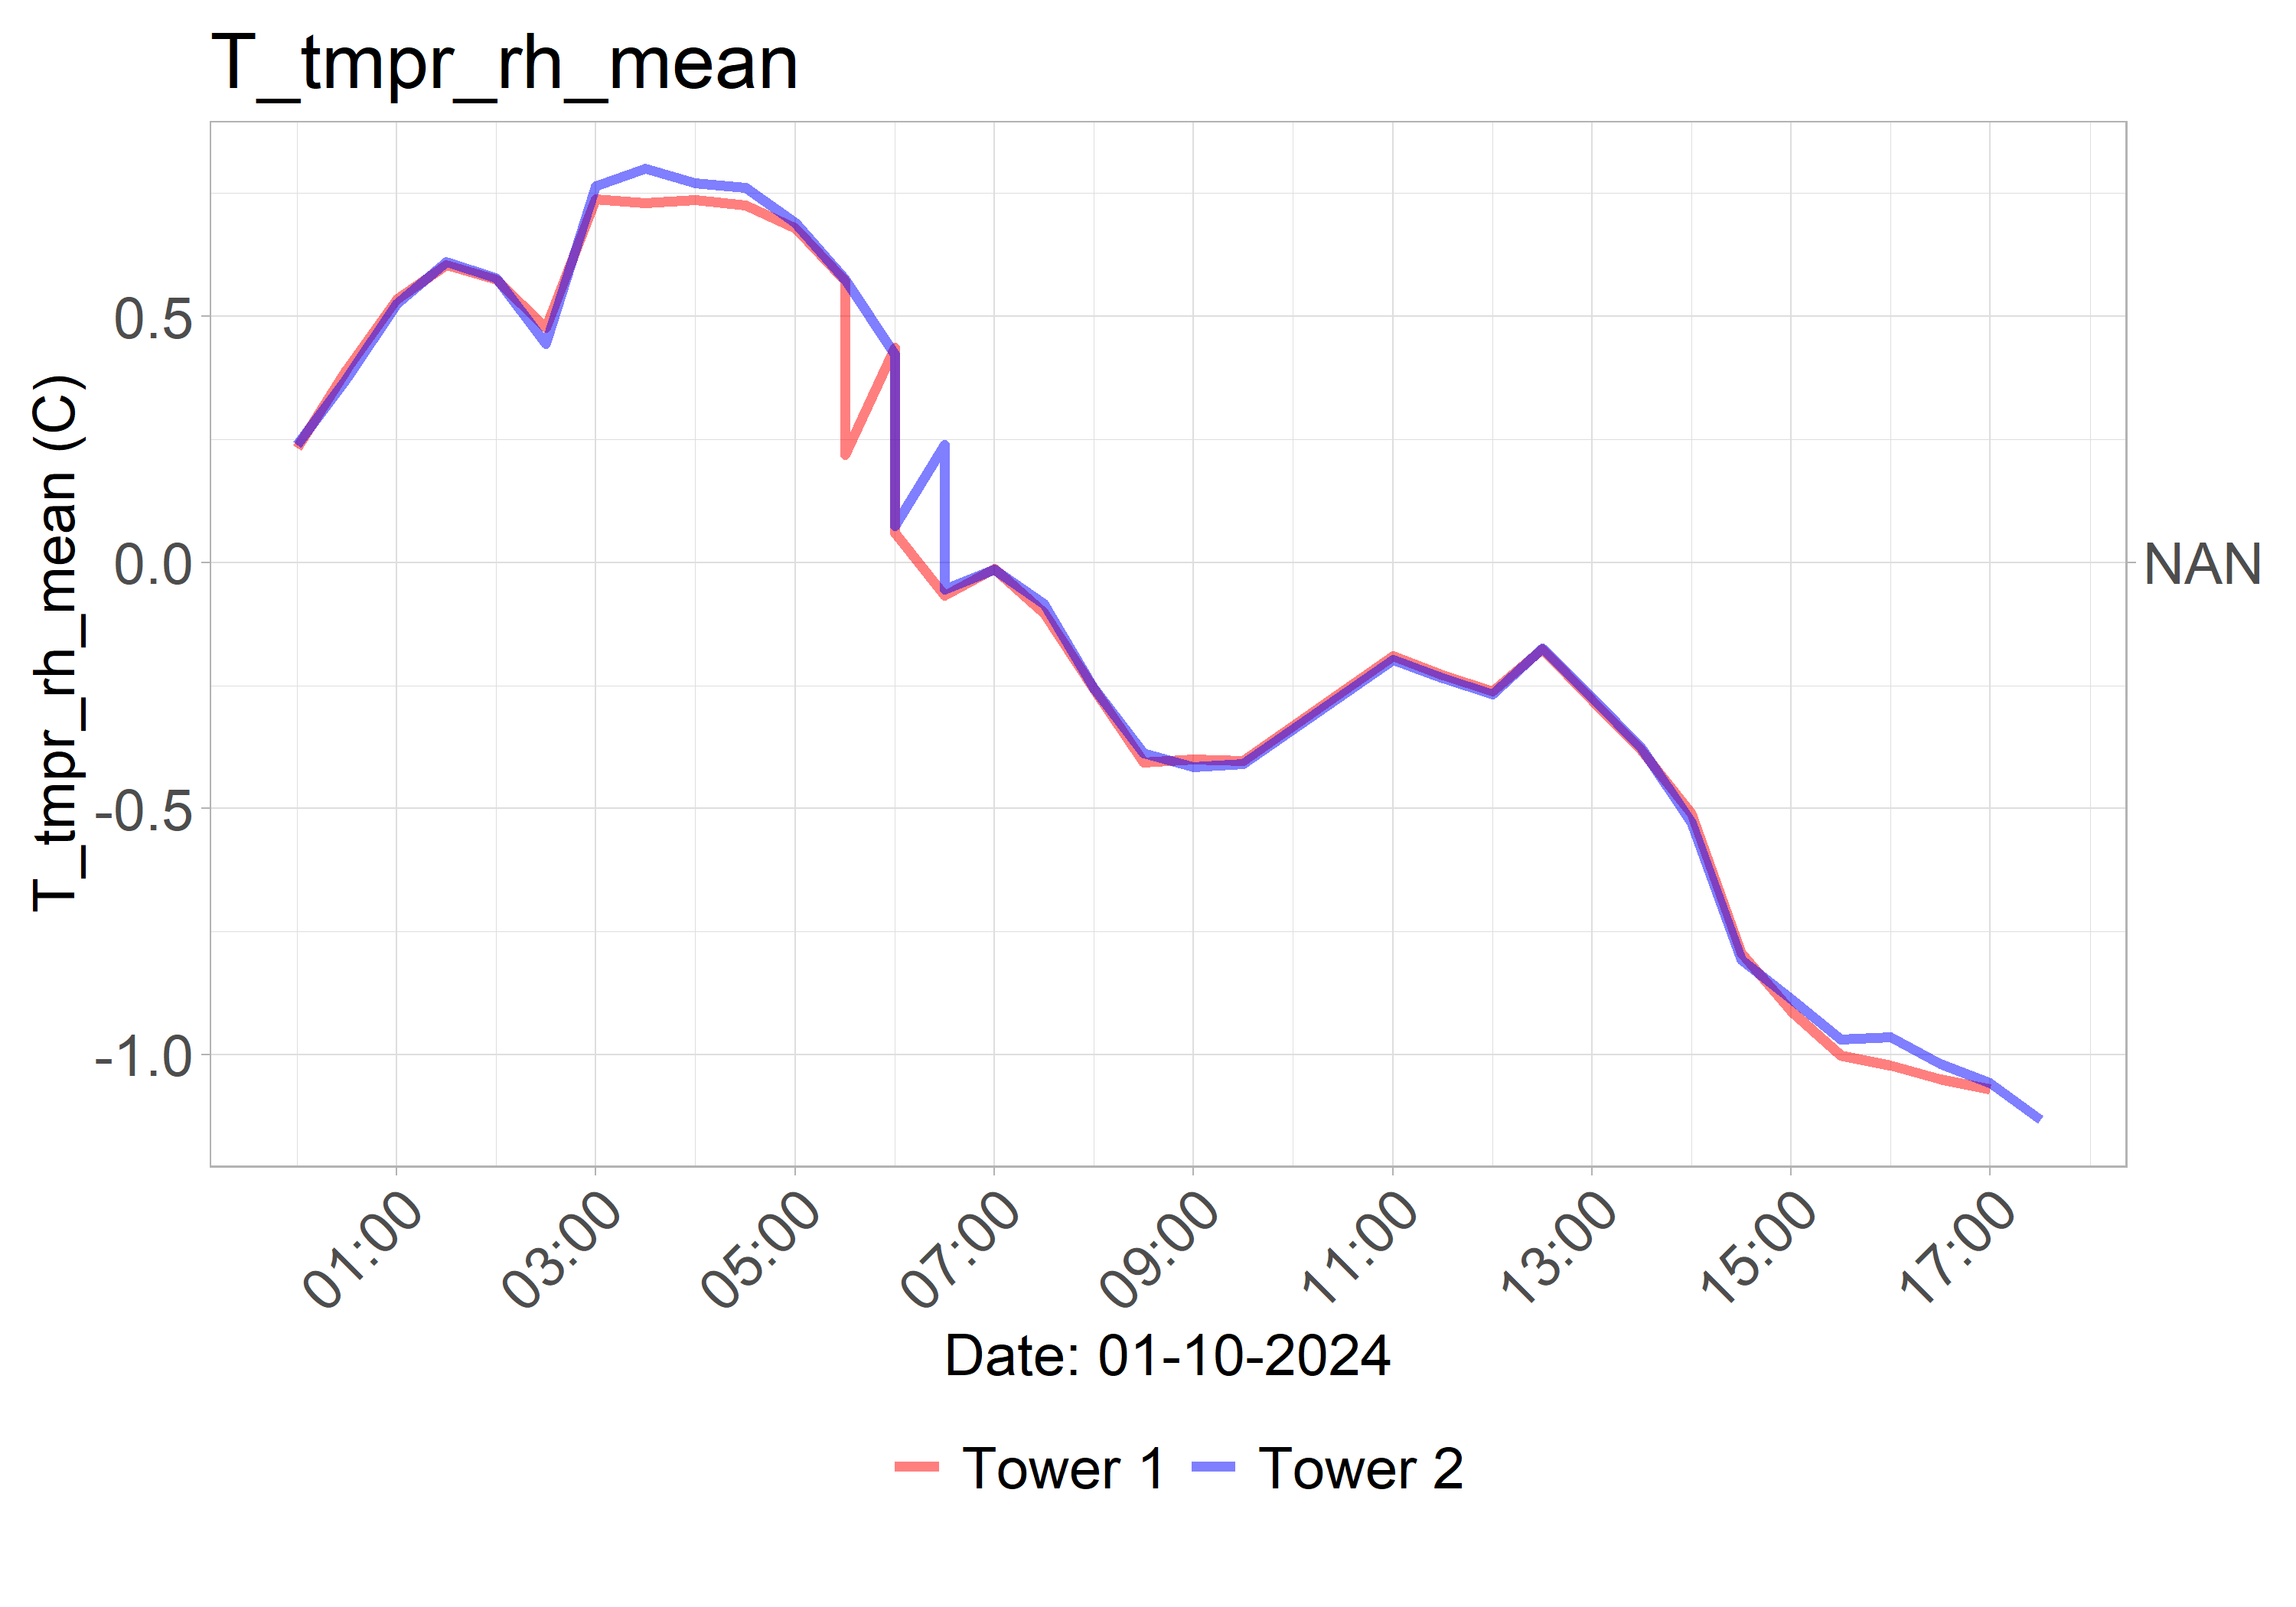 T_tmpr_rh_mean
T_tmpr_rh_mean (C)
0.5
0.0
-0.5
-1.0
NAN
01:00 03:00 05:00 07:00 09:00 11:00 13:00 15:00 17:00
Date: 01-10-2024
Tower 1 Tower 2